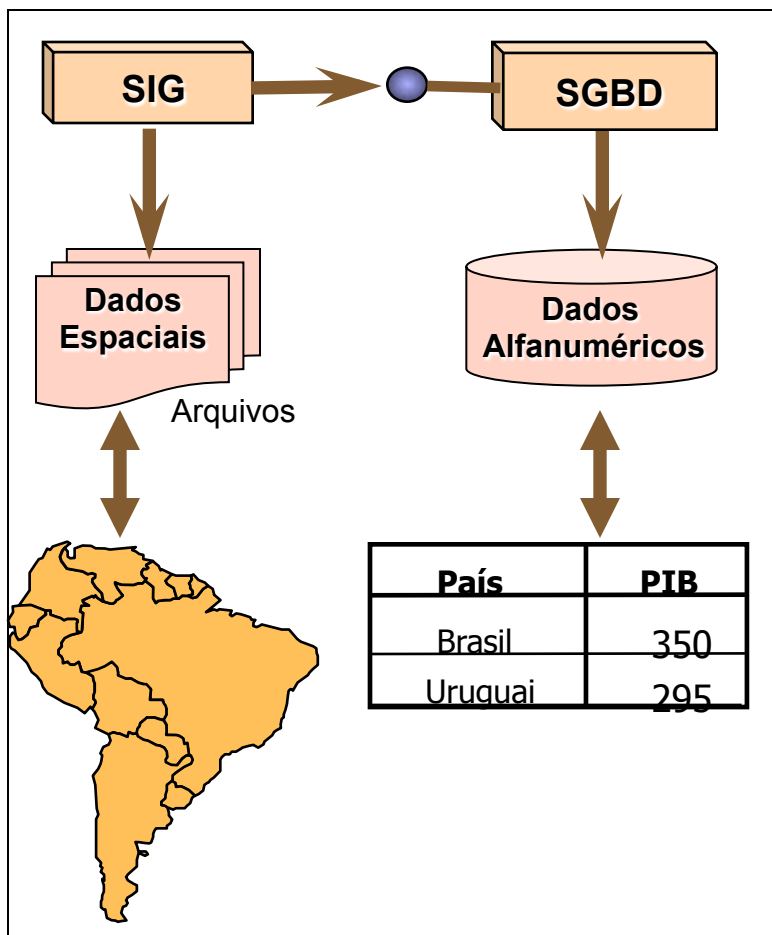 SIG
SGBD
Dados
Espaciais
Arquivos
Dados
Alfanuméricos
País PIB
Brasil 350
Uruguai 295